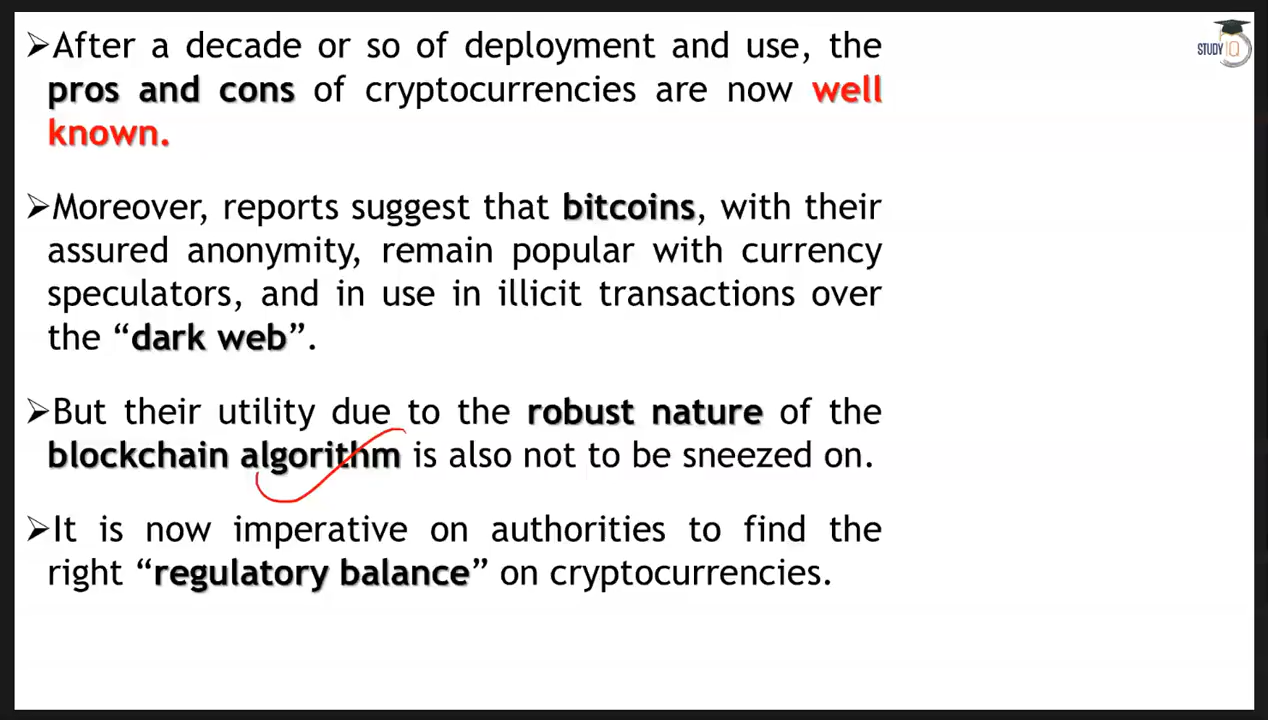 ➢After a decade or so of deployment and use, the
pros and cons of cryptocurrencies are now well
known.
➢Moreover, reports suggest that bitcoins, with their
assured anonymity, remain popular with currency
speculators, and in use in illicit transactions over
the “dark web”.
➢But their utility due to the robust nature of the
blockchain algorithm is also not to be sneezed on.
➢It is now imperative on authorities to find the
right “regulatory balance” on cryptocurrencies.
STUDY IQ